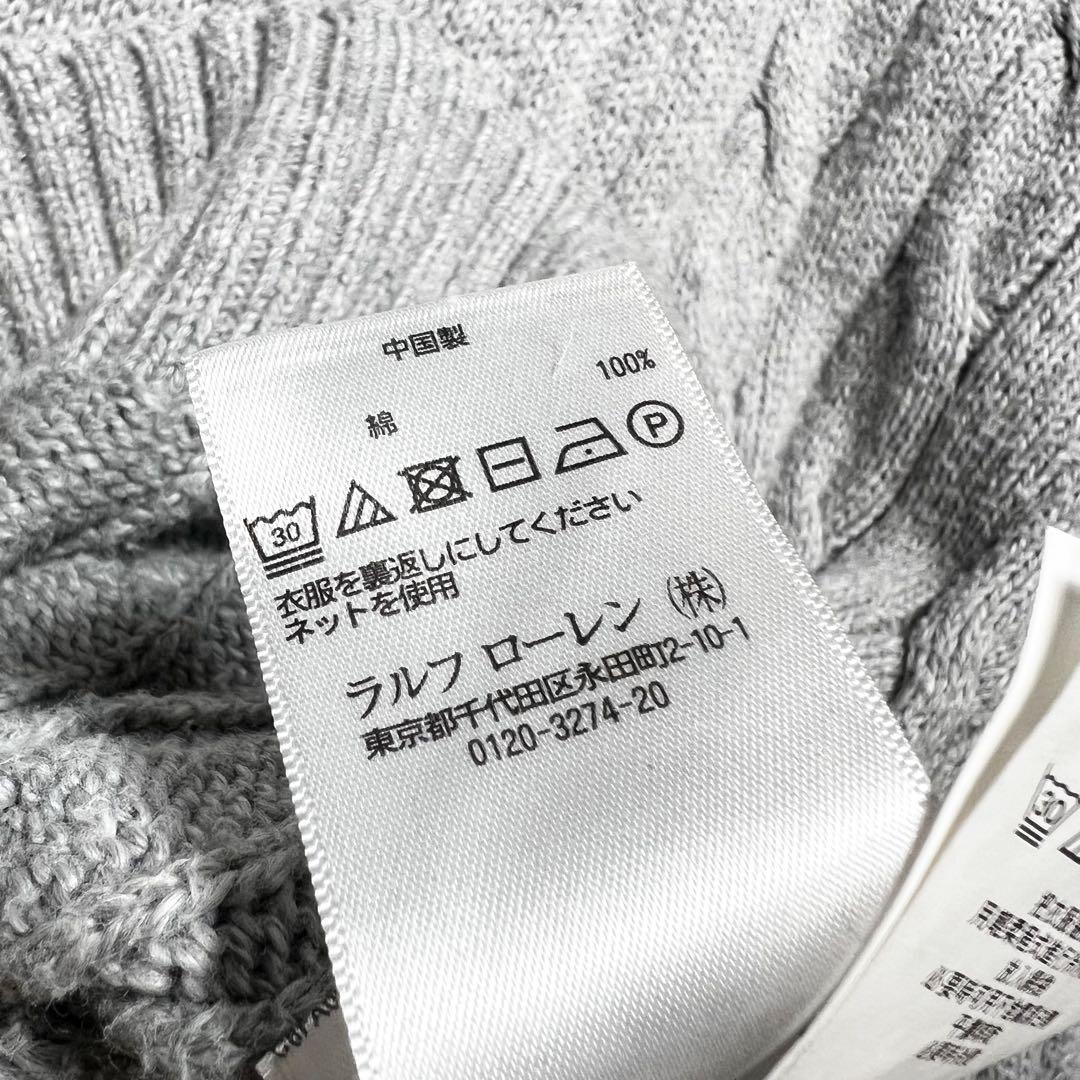 中国製
綿 100%
30 P
衣服を裏返しにしてください
ネットを使用
ラルフ ローレン (株)
東京都千代田区永田町2-10-1
0120-3274-20
30